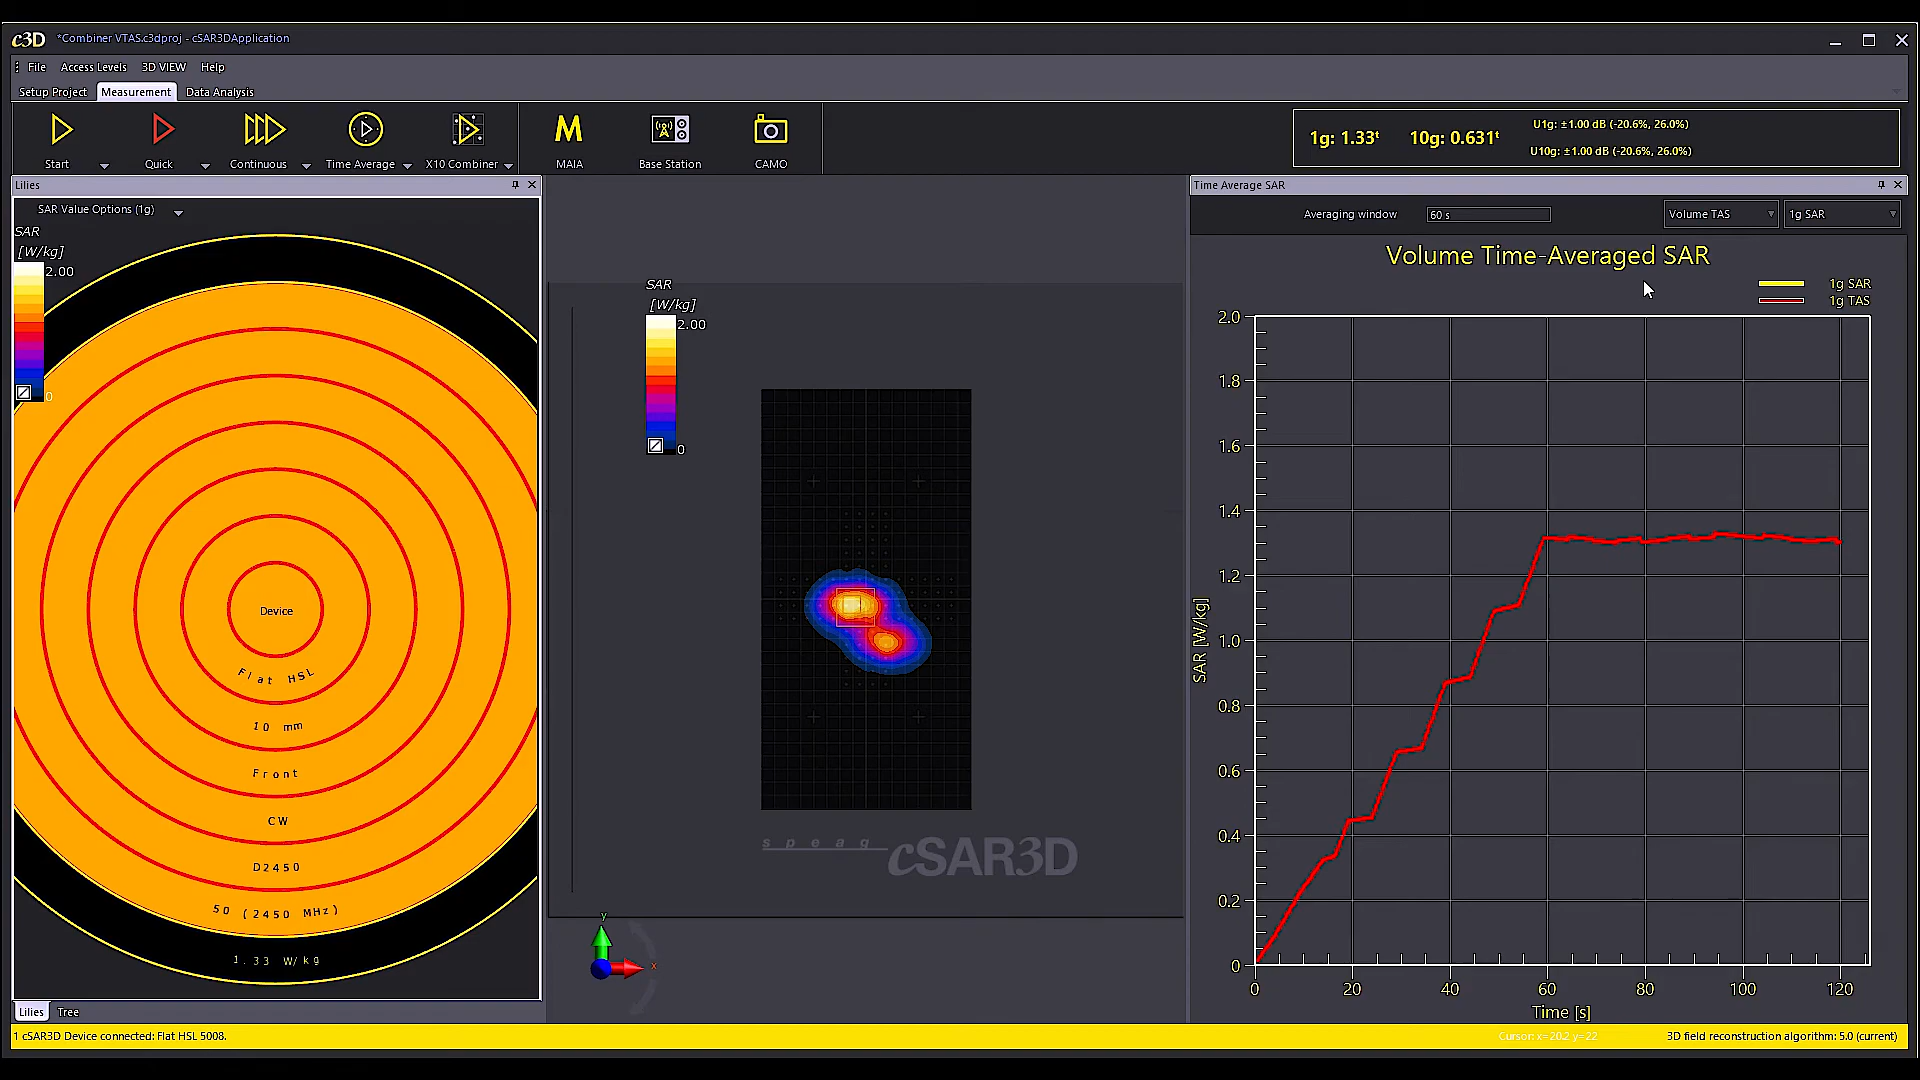 c3D *Combiner VTAS.c3dproj - cSAR3DApplication
File Access Levels 3D VIEW Help
Setup Project Measurement Data Analysis
Start Quick Continuous Time Average X10 Combiner MAIA Base Station CAMO
1g: 1.33ᵗ 10g: 0.631ᵗ
U1g: ±1.00 dB (-20.6%, 26.0%)
U10g: ±1.00 dB (-20.6%, 26.0%)
Lilies
SAR Value Options (1g)
SAR
[W/kg]
2.00
0
Device
Flat HSL
10 mm
Front
CW
D2450
50 (2450 MHz)
1.33 W/kg
Lilies Tree
SAR
[W/kg]
2.00
0
speag
cSAR3D
y
x
Time Average SAR
Averaging window 60 s Volume TAS 1g SAR
Volume Time-Averaged SAR
1g SAR
1g TAS
2.0
1.8
1.6
1.4
1.2
1.0
0.8
0.6
0.4
0.2
0
SAR [W/kg]
0 20 40 60 80 100 120
Time [s]
1 cSAR3D Device connected: Flat HSL 5008.
Cursor: x=20.2 y=22
3D field reconstruction algorithm: 5.0 (current)